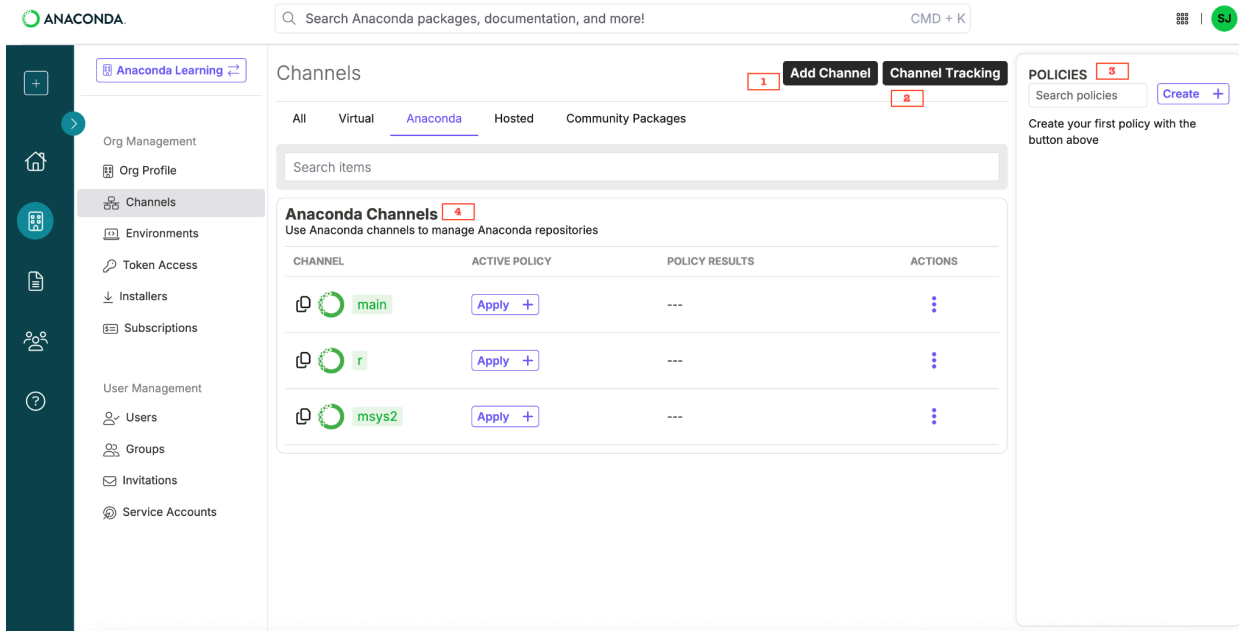 ANACONDA.
Search Anaconda packages, documentation, and more! CMD + K
SJ
Anaconda Learning
Org Management
Org Profile
Channels
Environments
Token Access
Installers
Subscriptions
User Management
Users
Groups
Invitations
Service Accounts
Channels
1 Add Channel Channel Tracking
2
All Virtual Anaconda Hosted Community Packages
Search items
Anaconda Channels 4
Use Anaconda channels to manage Anaconda repositories
CHANNEL ACTIVE POLICY POLICY RESULTS ACTIONS
main Apply + ---
r Apply + ---
msys2 Apply + ---
POLICIES 3
Search policies Create +
Create your first policy with the
button above